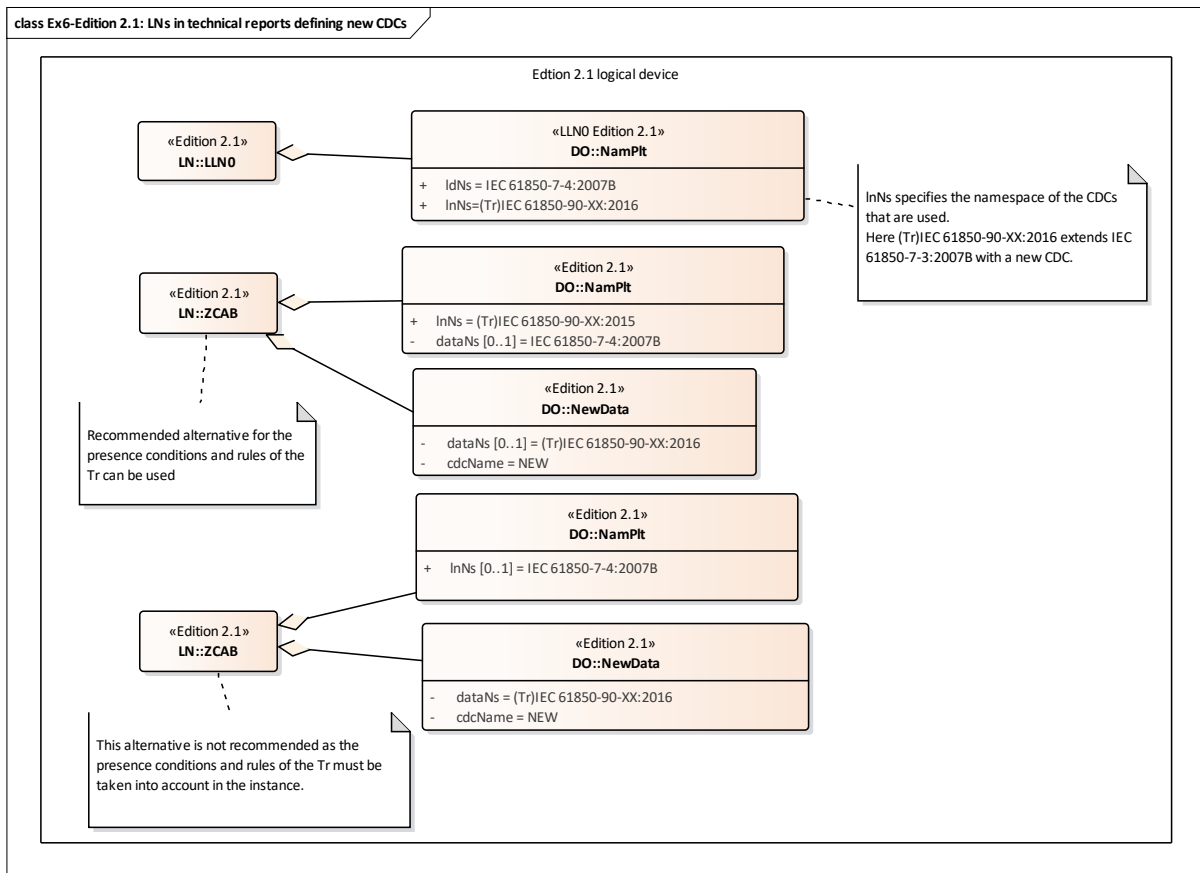 class Ex6-Edition 2.1: LNs in technical reports defining new CDCs
Edtion 2.1 logical device
«Edition 2.1»
LN::LLN0
«LLN0 Edition 2.1»
DO::NamPlt
+ ldNs = IEC 61850-7-4:2007B
+ lnNs=(Tr)IEC 61850-90-XX:2016
lnNs specifies the namespace of the CDCs
that are used.
Here (Tr)IEC 61850-90-XX:2016 extends IEC
61850-7-3:2007B with a new CDC.
«Edition 2.1»
LN::ZCAB
«Edition 2.1»
DO::NamPlt
+ lnNs = (Tr)IEC 61850-90-XX:2015
- dataNs [0..1] = IEC 61850-7-4:2007B
«Edition 2.1»
DO::NewData
- dataNs [0..1] = (Tr)IEC 61850-90-XX:2016
- cdcName = NEW
Recommended alternative for the
presence conditions and rules of the
Tr can be used
«Edition 2.1»
DO::NamPlt
+ lnNs [0..1] = IEC 61850-7-4:2007B
«Edition 2.1»
LN::ZCAB
«Edition 2.1»
DO::NewData
- dataNs = (Tr)IEC 61850-90-XX:2016
- cdcName = NEW
This alternative is not recommended as the
presence conditions and rules of the Tr must be
taken into account in the instance.